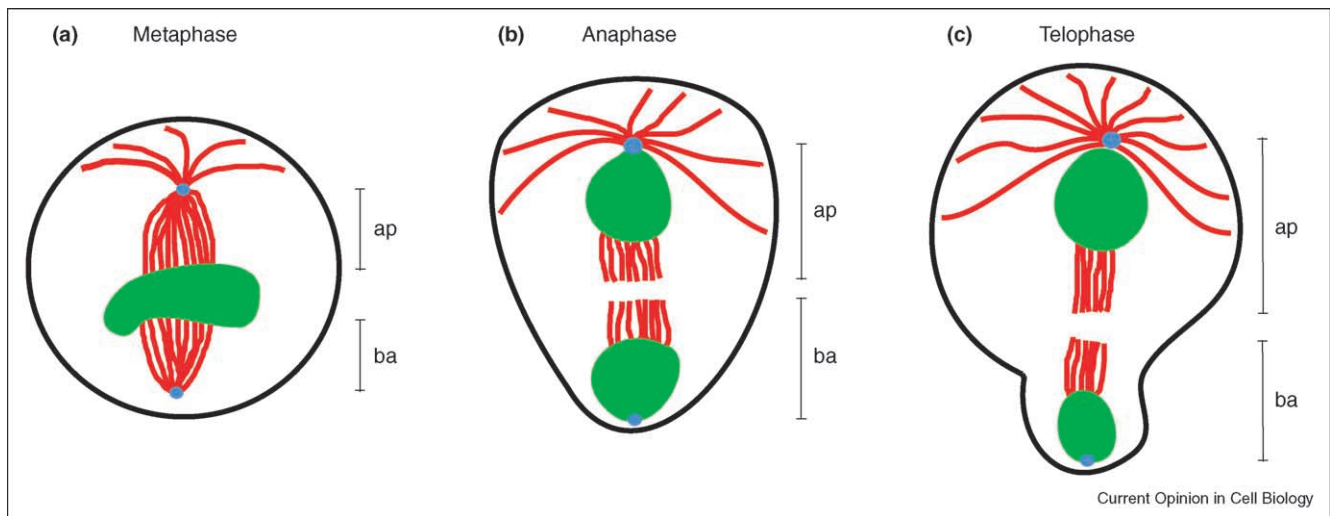 (a) Metaphase
(b) Anaphase
(c) Telophase
ap
ba
ap
ba
ap
ba
Current Opinion in Cell Biology